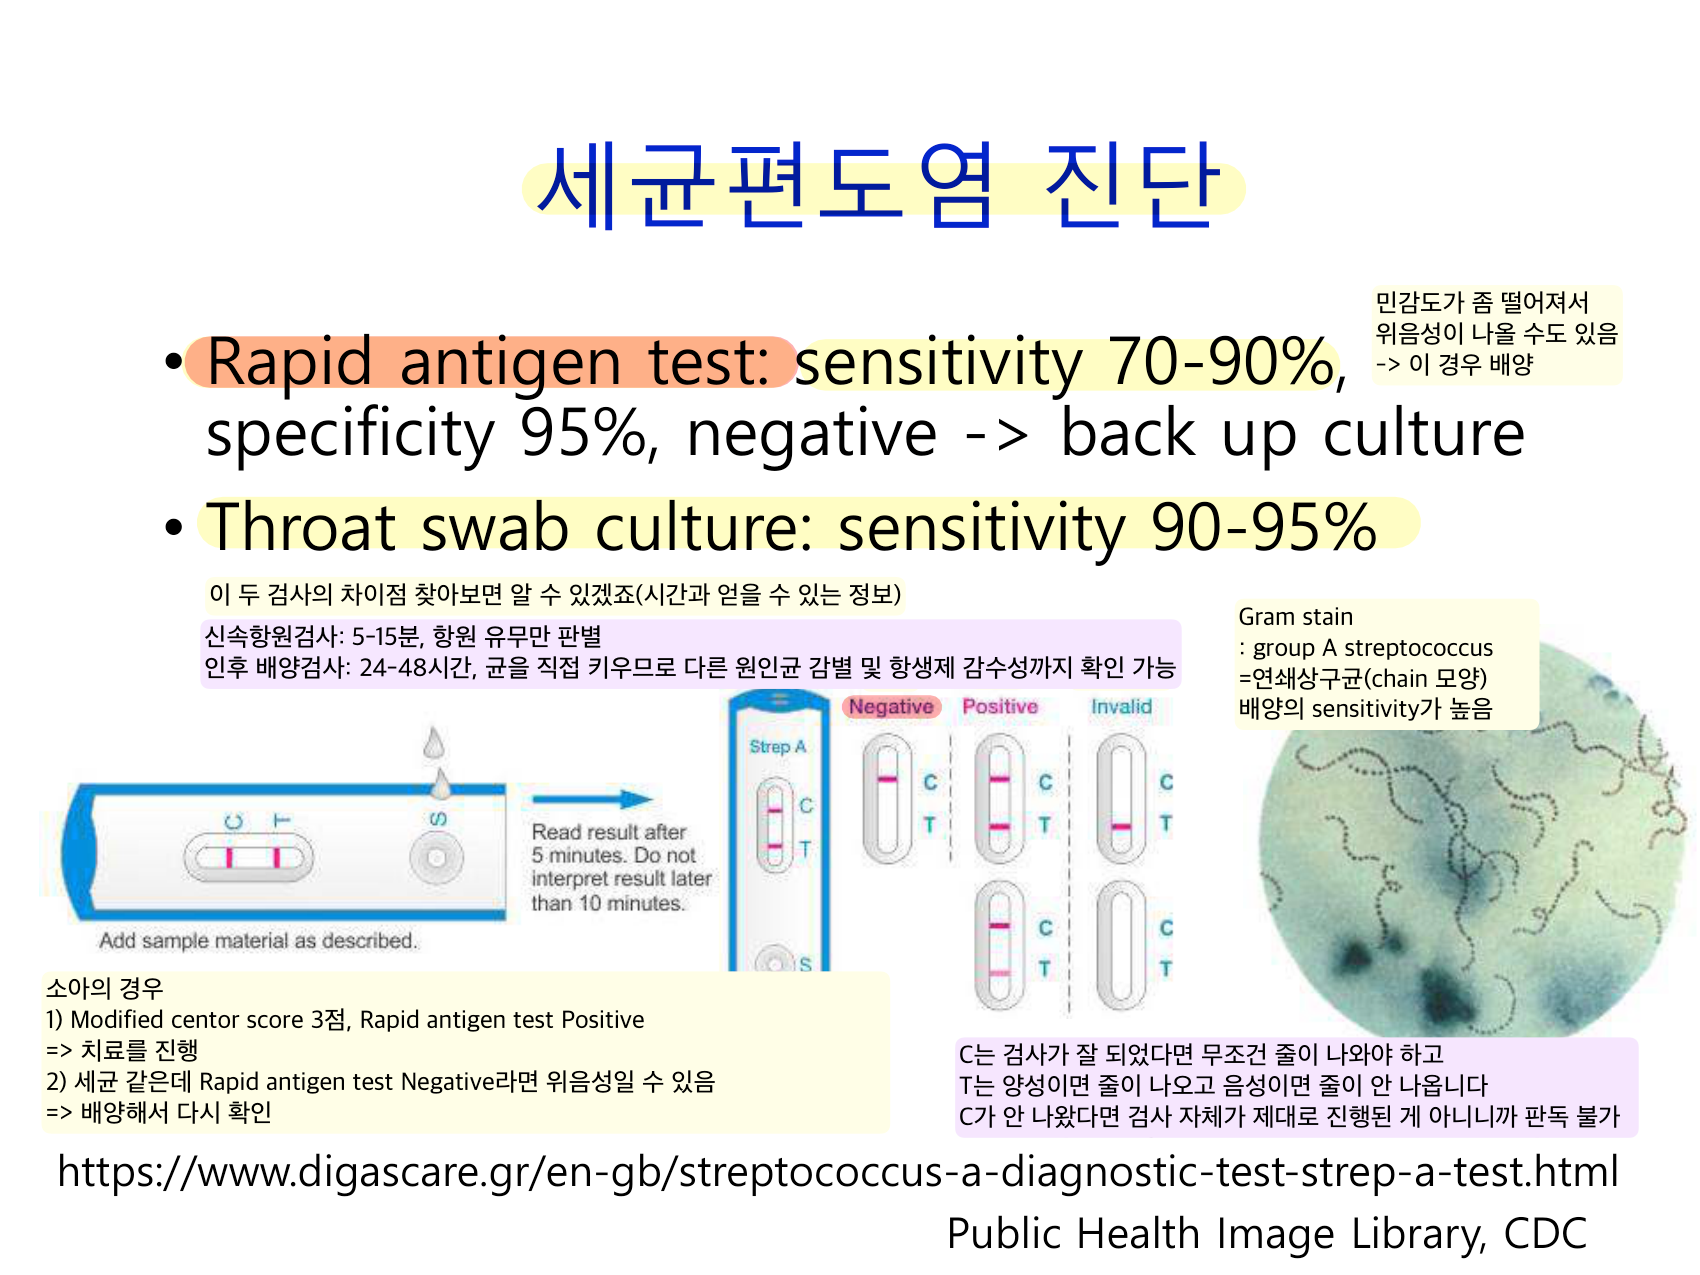 세균편도염 진단
민감도가 좀 떨어져서
위음성이 나올 수도 있음
-> 이 경우 배양
• Rapid antigen test: sensitivity 70-90%,
specificity 95%, negative -> back up culture
• Throat swab culture: sensitivity 90-95%
이 두 검사의 차이점 찾아보면 알 수 있겠죠(시간과 얻을 수 있는 정보)
신속항원검사: 5-15분, 항원 유무만 판별
인후 배양검사: 24-48시간, 균을 직접 키우므로 다른 원인균 감별 및 항생제 감수성까지 확인 가능
Gram stain
: group A streptococcus
=연쇄상구균(chain 모양)
배양의 sensitivity가 높음
C T S
Add sample material as described.
Read result after
5 minutes. Do not
interpret result later
than 10 minutes.
Strep A
C
T
S
Negative Positive Invalid
C C C
T T T
C C
T T
소아의 경우
1) Modified centor score 3점, Rapid antigen test Positive
=> 치료를 진행
2) 세균 같은데 Rapid antigen test Negative라면 위음성일 수 있음
=> 배양해서 다시 확인
C는 검사가 잘 되었다면 무조건 줄이 나와야 하고
T는 양성이면 줄이 나오고 음성이면 줄이 안 나옵니다
C가 안 나왔다면 검사 자체가 제대로 진행된 게 아니니까 판독 불가
https://www.digascare.gr/en-gb/streptococcus-a-diagnostic-test-strep-a-test.html
Public Health Image Library, CDC